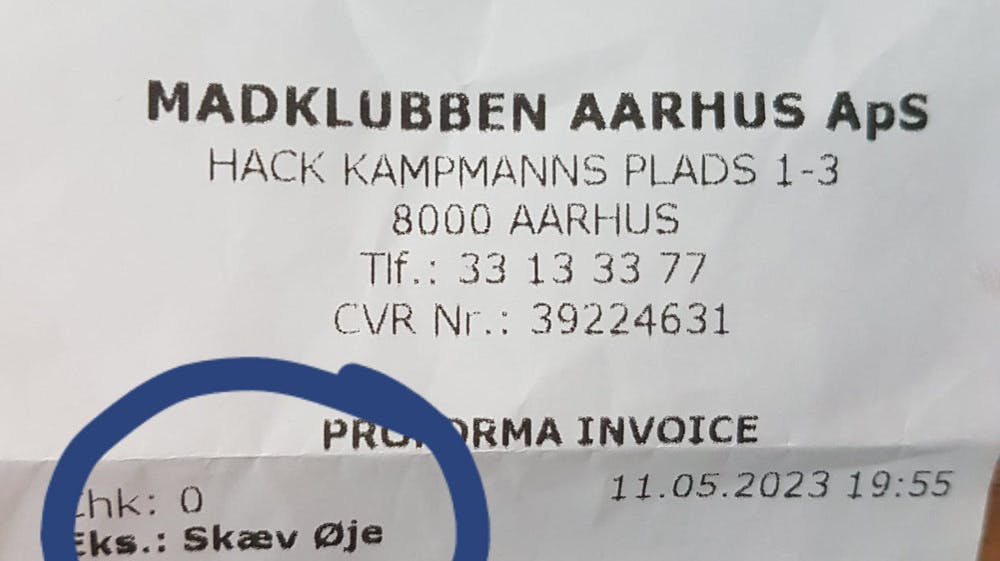 MADKLUBBEN AARHUS ApS
HACK KAMPMANNS PLADS 1-3
8000 AARHUS
Tlf.: 33 13 33 77
CVR Nr.: 39224631
PROFORMA INVOICE
Chk: 0 11.05.2023 19:55
Eks.: Skæv Øje